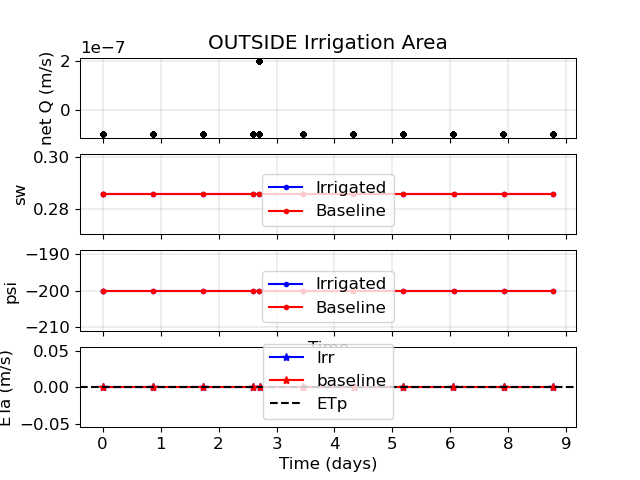 OUTSIDE Irrigation Area
1e−7
net Q (m/s)
2
0
sw
0.30
0.28
Irrigated
Baseline
psi
−190
−200
−210
Irrigated
Baseline
Time
ETa (m/s)
0.05
0.00
−0.05
Irr
baseline
ETp
0 1 2 3 4 5 6 7 8 9
Time (days)